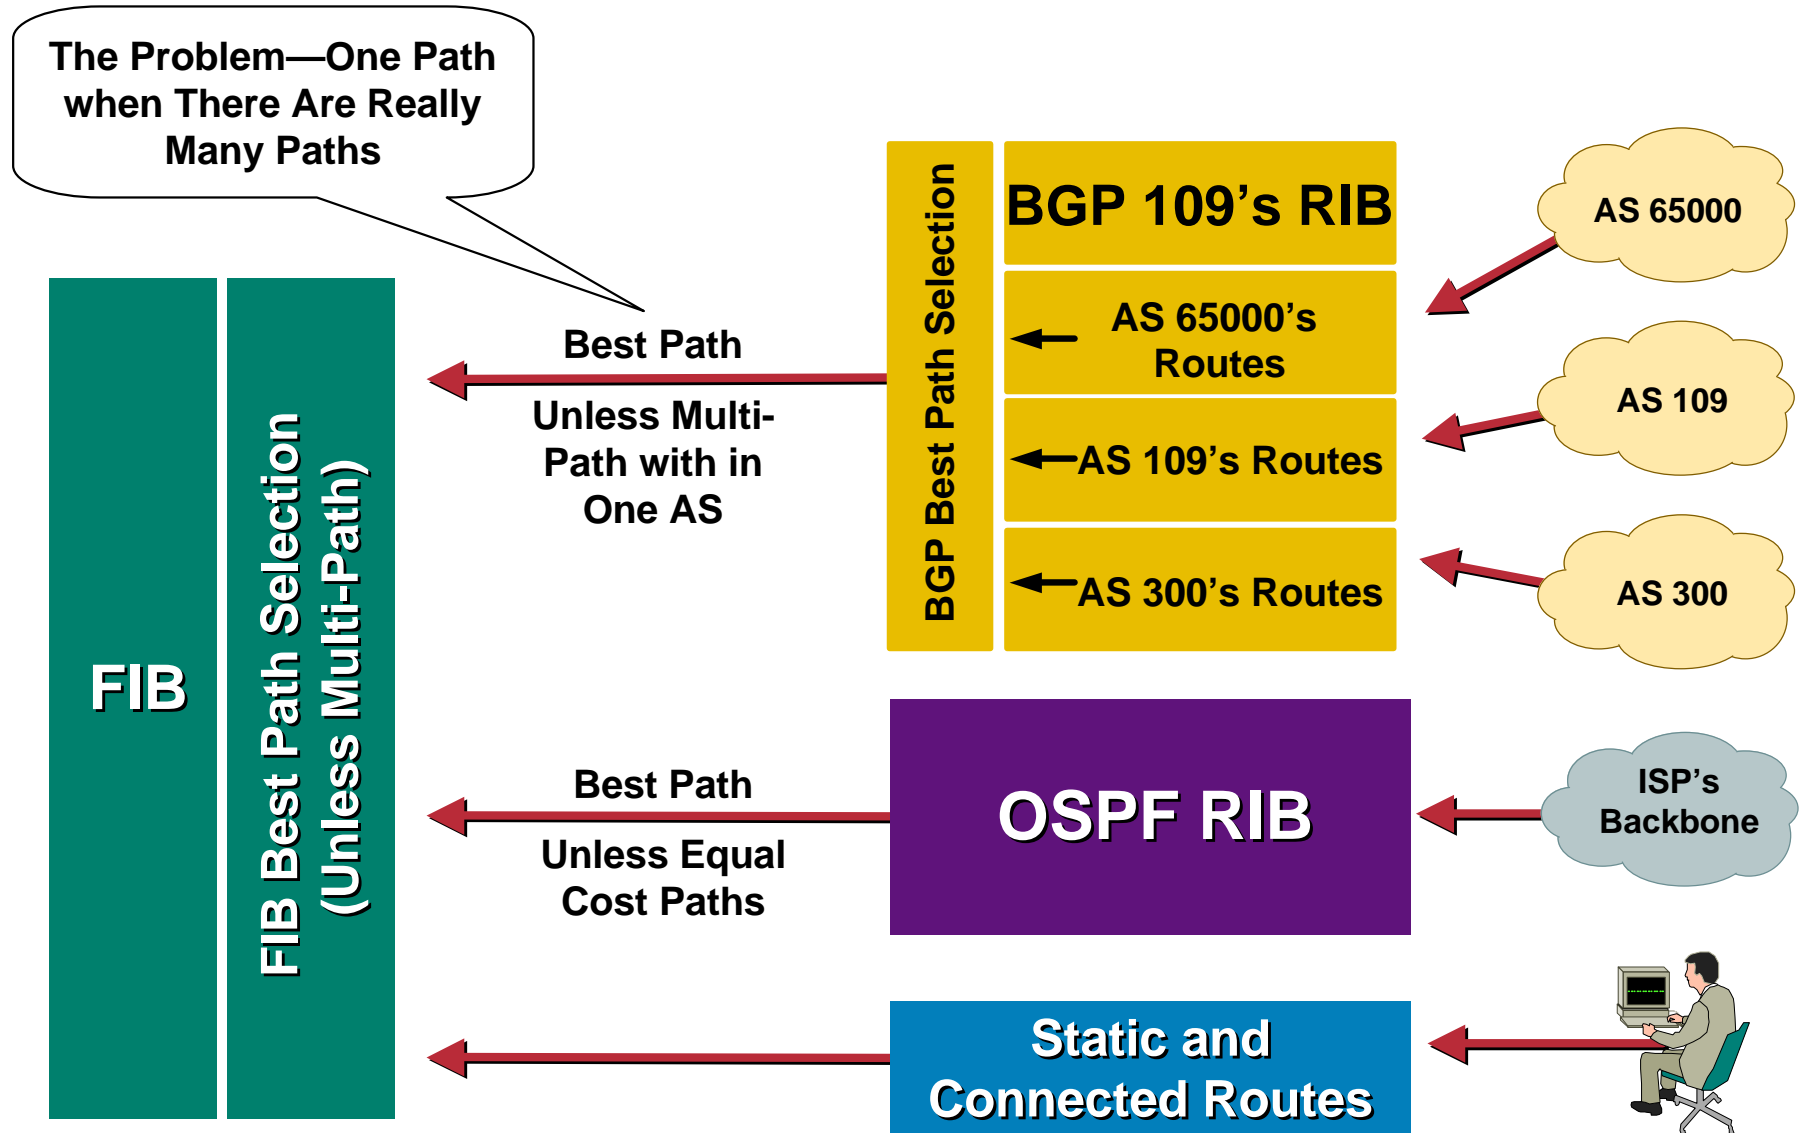 The Problem—One Path
when There Are Really
Many Paths
BGP Best Path Selection
BGP 109's RIB
AS 65000's
Routes
AS 109's Routes
AS 300's Routes
AS 65000
AS 109
AS 300
Best Path
Unless Multi-
Path with in
One AS
FIB
FIB Best Path Selection
(Unless Multi-Path)
Best Path
Unless Equal
Cost Paths
OSPF RIB
ISP's
Backbone
Static and
Connected Routes